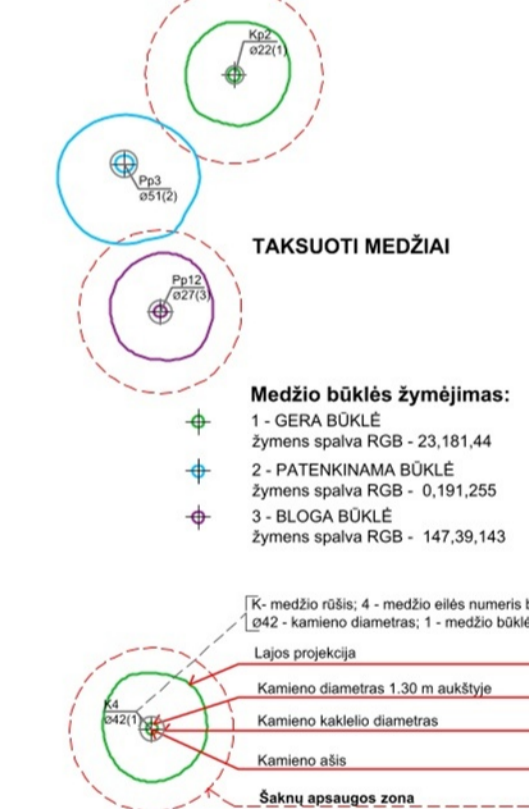 Kp2
ø22(1)
Pp3
ø51(2)
TAKSUOTI MEDŽIAI
Pp12
ø27(3)
Medžio būklės žymėjimas:
1 - GERA BŪKLĖ
žymens spalva RGB - 23,181,44
2 - PATENKINAMA BŪKLĖ
žymens spalva RGB - 0,191,255
3 - BLOGA BŪKLĖ
žymens spalva RGB - 147,39,143
K- medžio rūšis; 4 - medžio eilės numeris b
ø42 - kamieno diametras; 1 - medžio būklė
Lajos projekcija
K4
ø42(1)
Kamieno diametras 1.30 m aukštyje
Kamieno kaklelio diametras
Kamieno ašis
Šaknų apsaugos zona